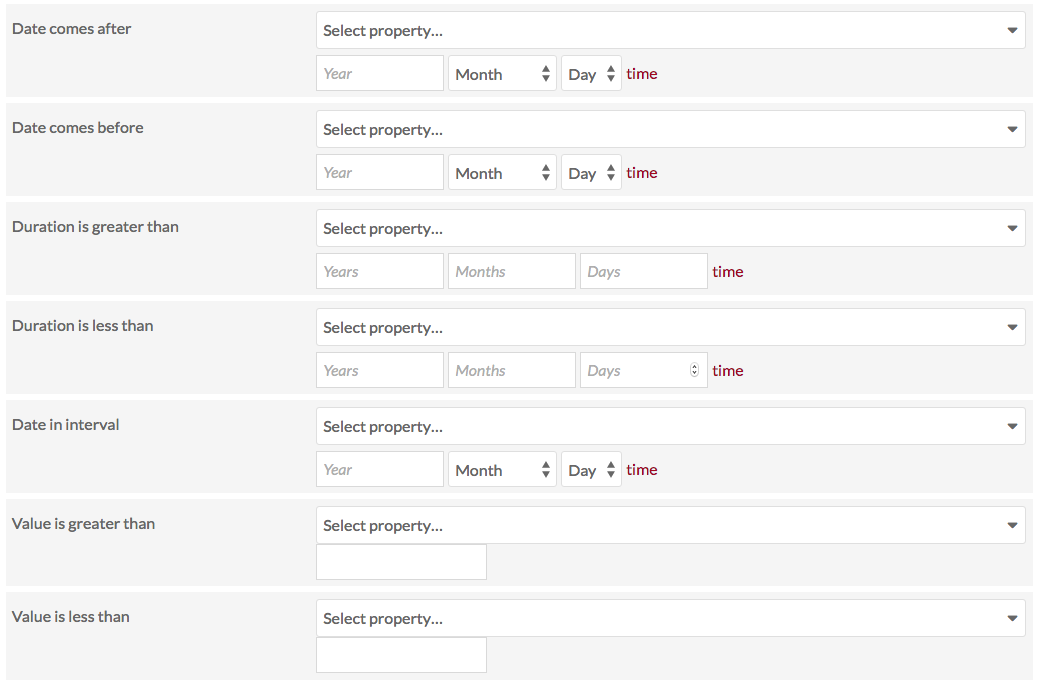 Date comes after Select property...
Year Month Day time
Date comes before Select property...
Year Month Day time
Duration is greater than Select property...
Years Months Days time
Duration is less than Select property...
Years Months Days time
Date in interval Select property...
Year Month Day time
Value is greater than Select property...
Value is less than Select property...